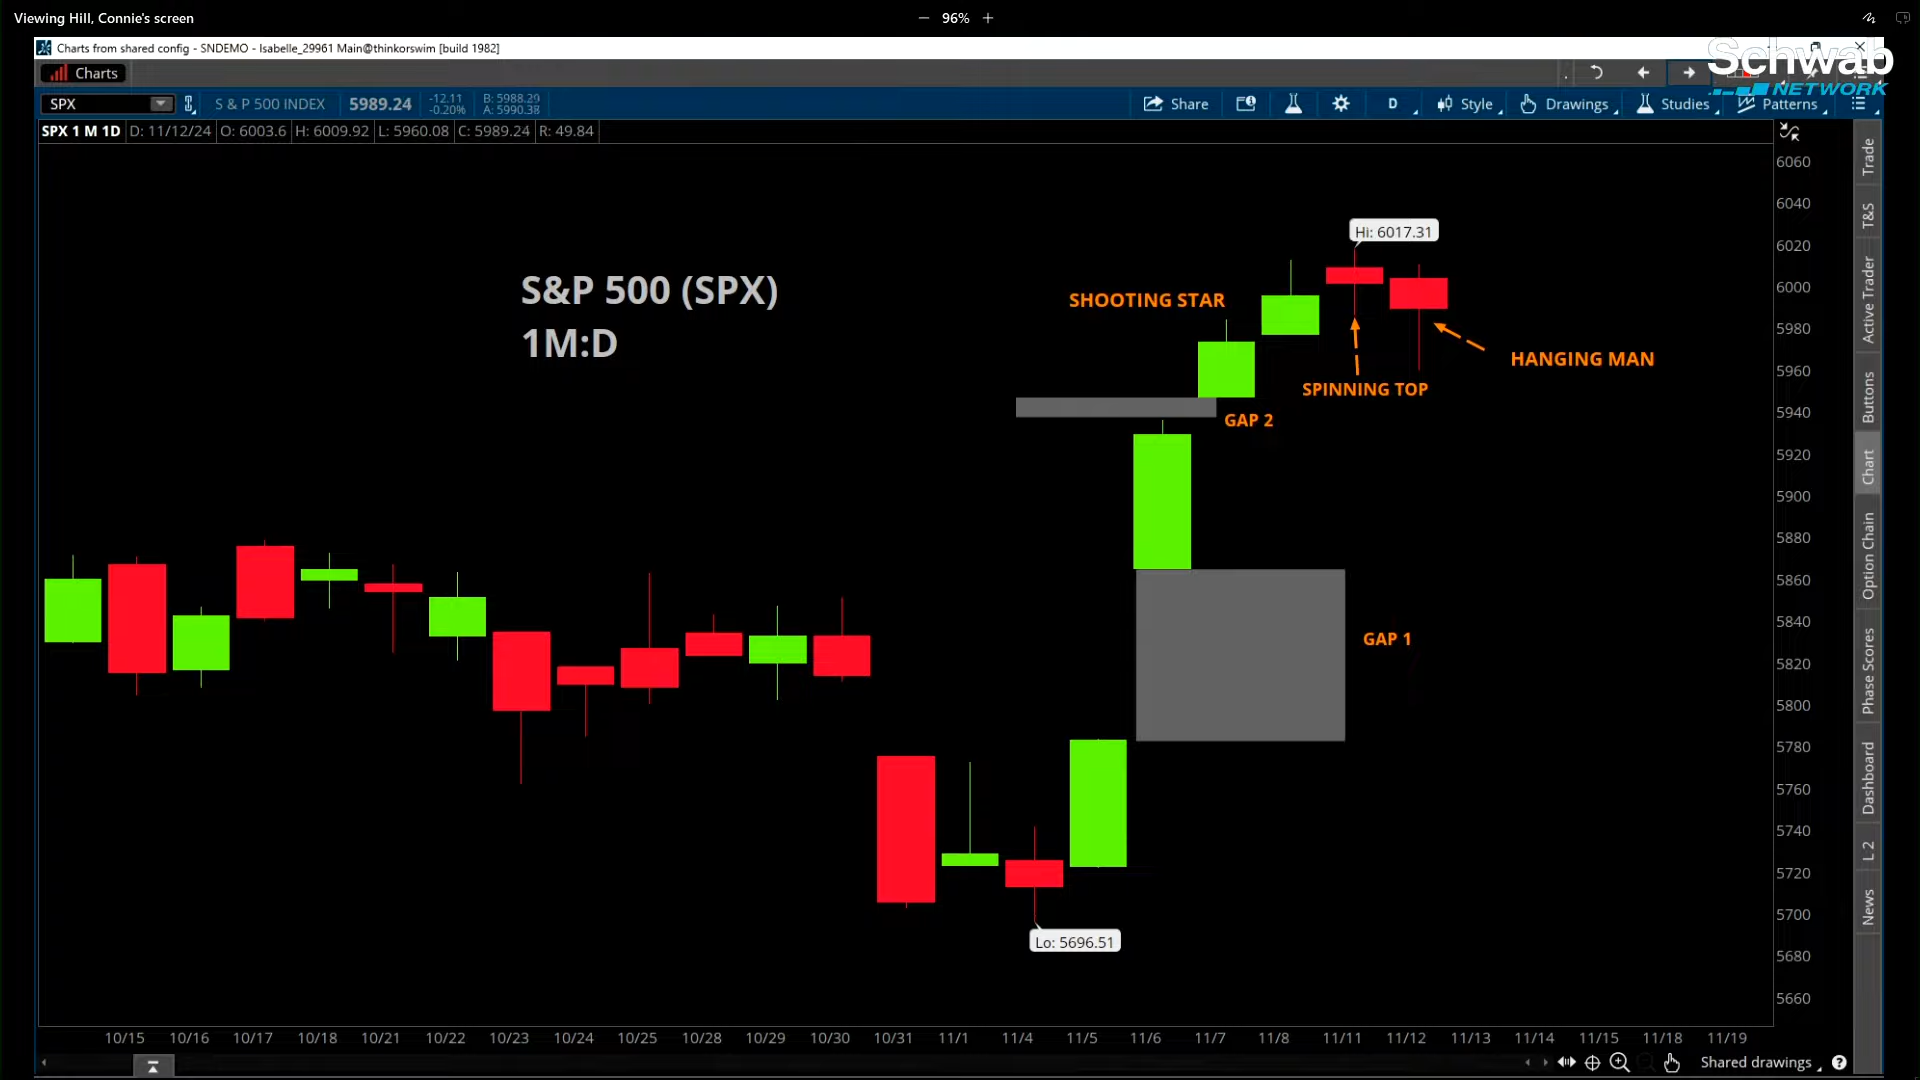 Viewing Hill, Connie's screen
96%
Charts from shared config - SNDEMO - Isabelle_29961 Main@thinkorswim [build 1982]
Schwab
NETWORK
Charts
SPX
S & P 500 INDEX
5989.24
-12.11
-0.20%
B: 5988.29
A: 5990.38
Share
D
Style
Drawings
Studies
Patterns
SPX 1 M 1D
D: 11/12/24
O: 6003.6
H: 6009.92
L: 5960.08
C: 5989.24
R: 49.84
S&P 500 (SPX)
1M:D
Hi: 6017.31
SHOOTING STAR
HANGING MAN
SPINNING TOP
GAP 2
GAP 1
Lo: 5696.51
6060
6040
6020
6000
5980
5960
5940
5920
5900
5880
5860
5840
5820
5800
5780
5760
5740
5720
5700
5680
5660
Trade
T&S
Active Trader
Buttons
Chart
Option Chain
Phase Scores
Dashboard
L 2
News
10/15
10/16
10/17
10/18
10/21
10/22
10/23
10/24
10/25
10/28
10/29
10/30
10/31
11/1
11/4
11/5
11/6
11/7
11/8
11/11
11/12
11/13
11/14
11/15
11/18
11/19
Shared drawings